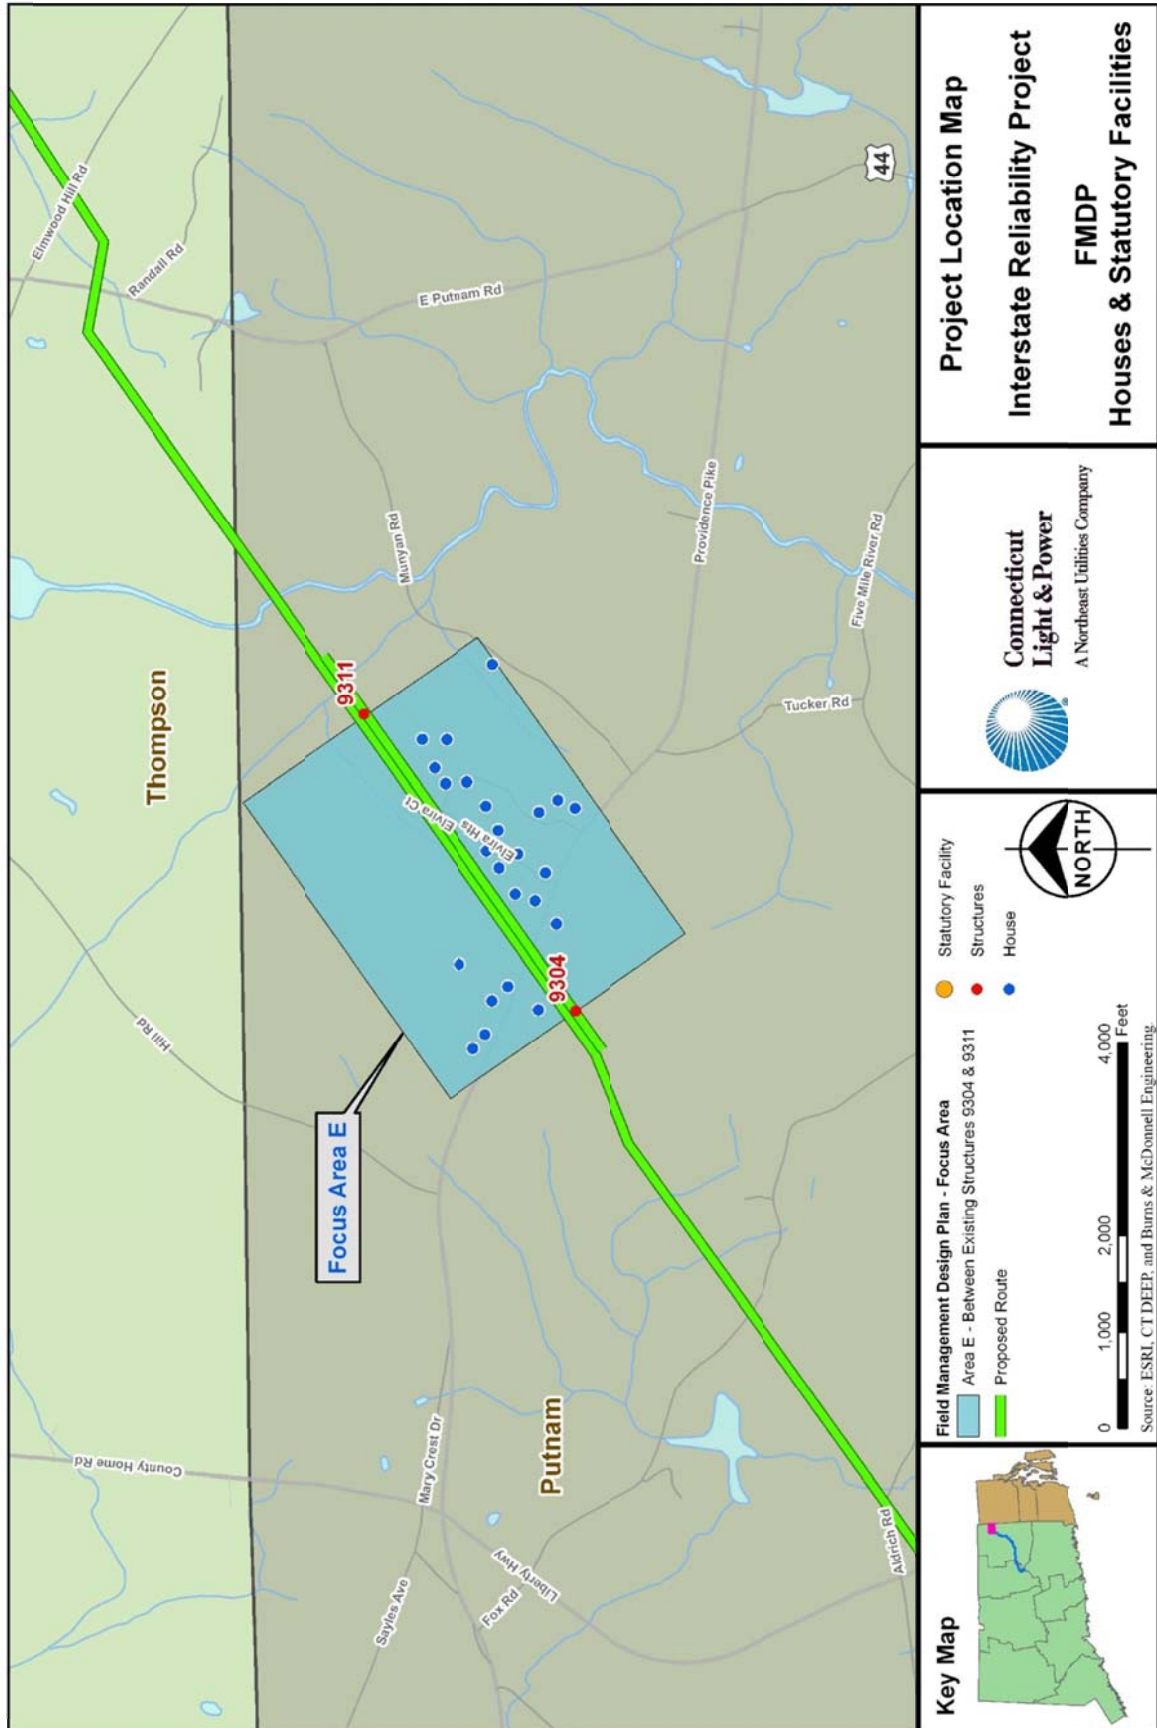 Thompson
Putnam
Focus Area E
9311
9304
Elmwood Hill Rd
Randall Rd
E Putnam Rd
44
Munyan Rd
Providence Pike
Five Mile River Rd
Tucker Rd
Elvira Ct
Elvira Hts
Hill Rd
County Home Rd
Mary Crest Dr
Sayles Ave
Fox Rd
Liberty Hwy
Aldrich Rd
Key Map
Field Management Design Plan - Focus Area
Area E - Between Existing Structures 9304 & 9311
Proposed Route
Statutory Facility
Structures
House
0 1,000 2,000 4,000
Feet
NORTH
Source: ESRI, CT DEEP, and Burns & McDonnell Engineering.
Connecticut
Light & Power
A Northeast Utilities Company
®
Project Location Map
Interstate Reliability Project
FMDP
Houses & Statutory Facilities